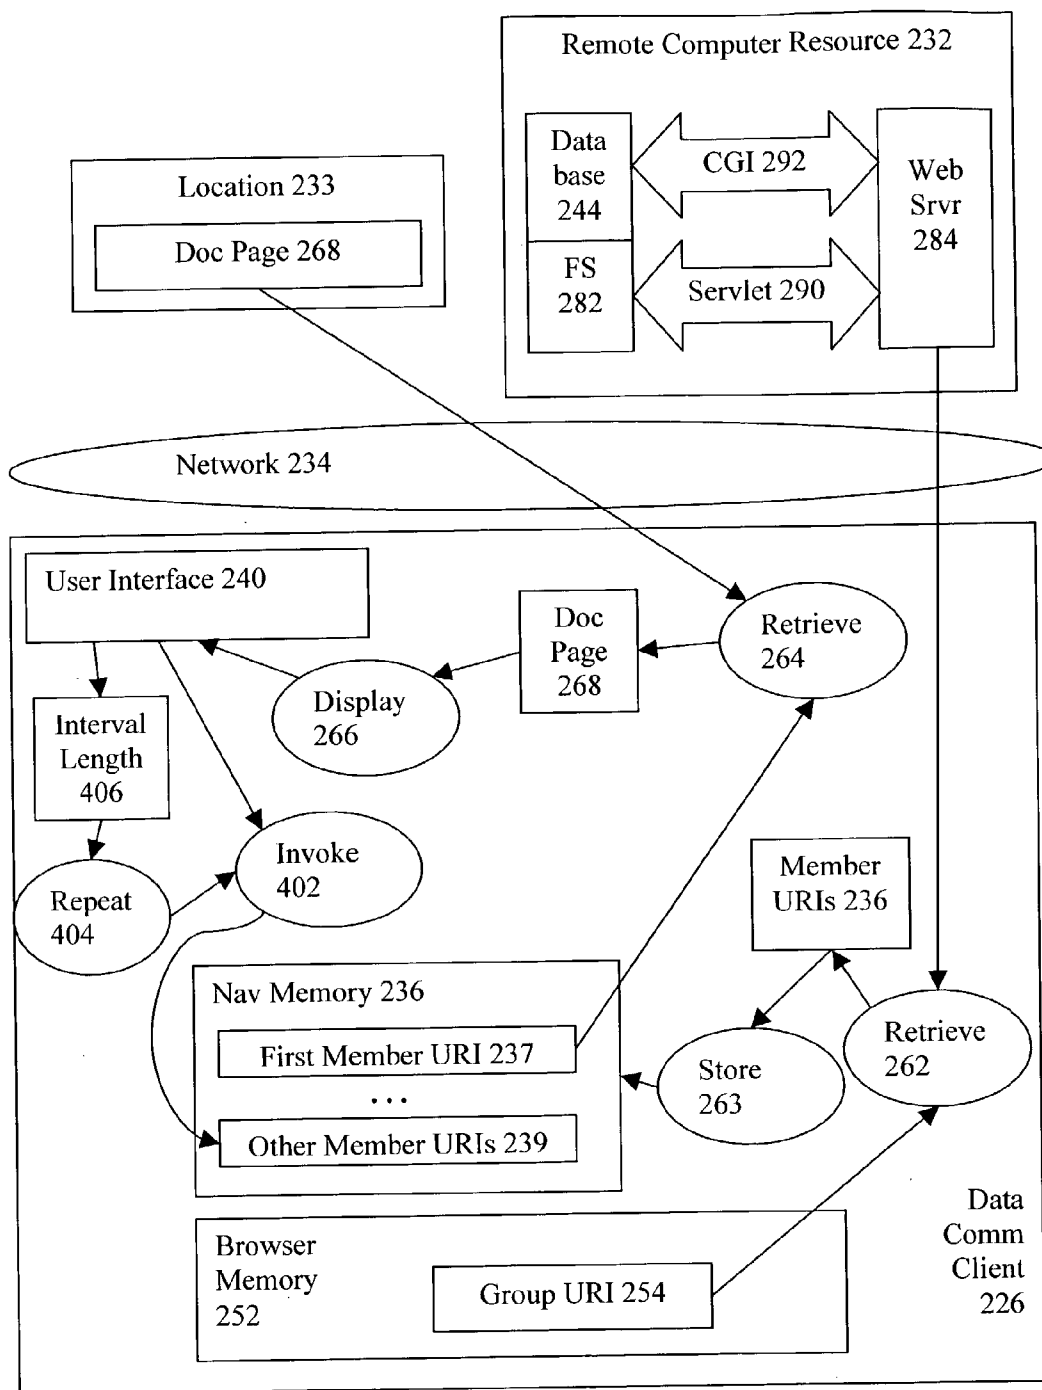 Remote Computer Resource 232
Data
base
244
CGI 292
Web
Srvr
284
FS
282
Servlet 290
Location 233
Doc Page 268
Network 234
User Interface 240
Doc
Page
268
Retrieve
264
Display
266
Interval
Length
406
Invoke
402
Repeat
404
Member
URIs 236
Nav Memory 236
First Member URI 237
...
Other Member URIs 239
Store
263
Retrieve
262
Browser
Memory
252
Group URI 254
Data
Comm
Client
226